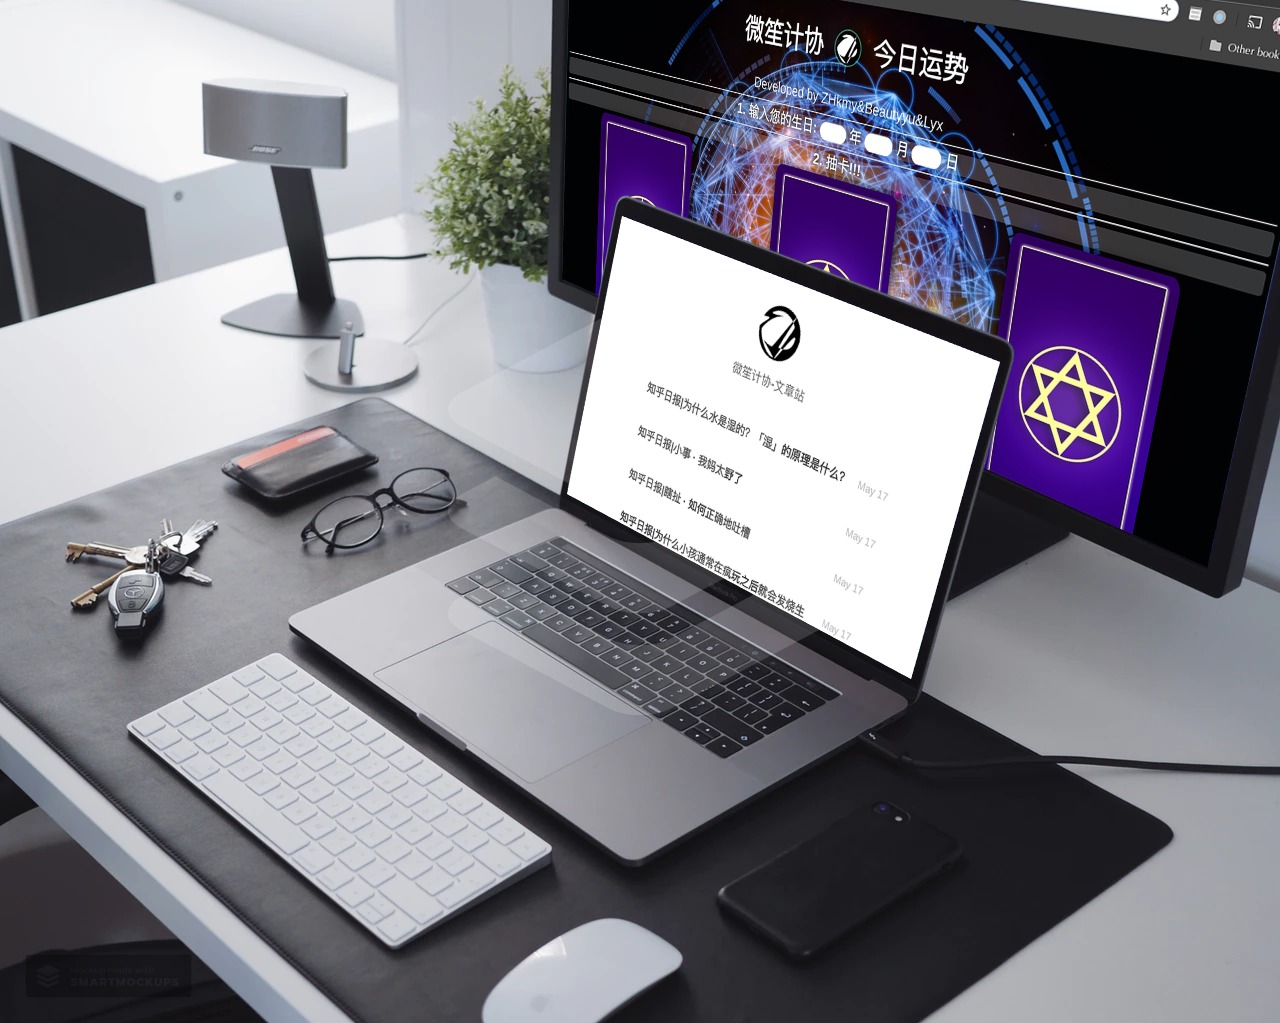 Other book
微笙计协 今日运势
Developed by ZHkmy&Beautyyu&Lyx
1. 输入您的生日: 年 月 日
2. 抽卡!!!
BOSE
微笙计协-文章站
知乎日报|为什么水是湿的？「湿」的原理是什么？ May 17
知乎日报|小事 · 我妈太野了 May 17
知乎日报|瞎扯 · 如何正确地吐槽 May 17
知乎日报|为什么小孩通常在疯玩之后就会发烧生 May 17
SMARTMOCKUPS